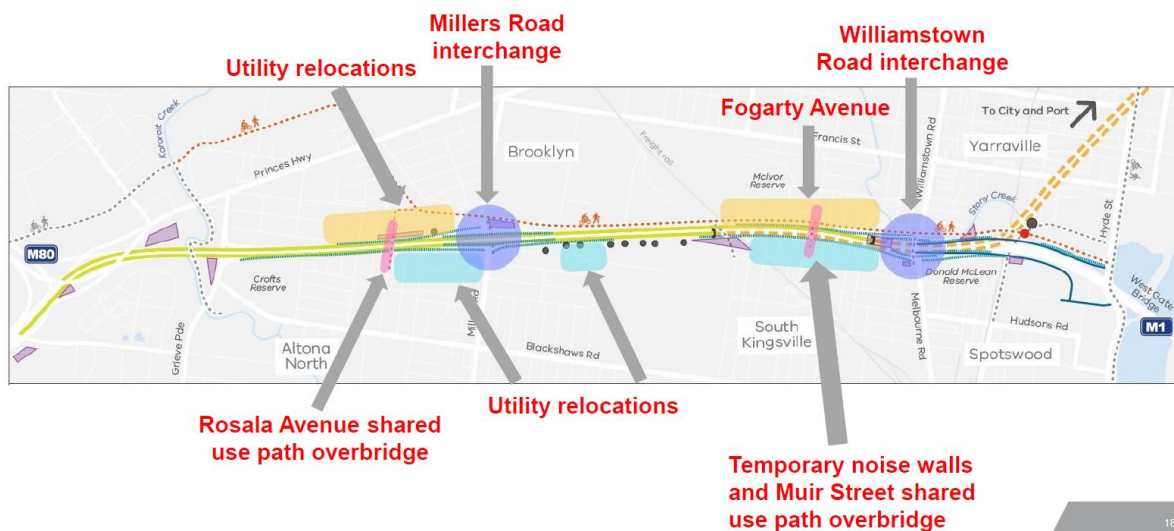 Millers Road
interchange
Williamstown
Road interchange
Utility relocations
Fogarty Avenue
To City and Port
Kororoit Creek
Princes Hwy
Brooklyn
Freight rail
Francis St
Williamstown Rd
Yarraville
McIvor
Reserve
Stony Creek
Hyde St
M80
Crofts
Reserve
Donald McLean
Reserve
West Gate
Bridge
M1
Grieve Pde
Altona
North
Blackshaws Rd
South
Kingsville
Melbourne Rd
Hudsons Rd
Spotswood
Rosala Avenue shared
use path overbridge
Utility relocations
Temporary noise walls
and Muir Street shared
use path overbridge